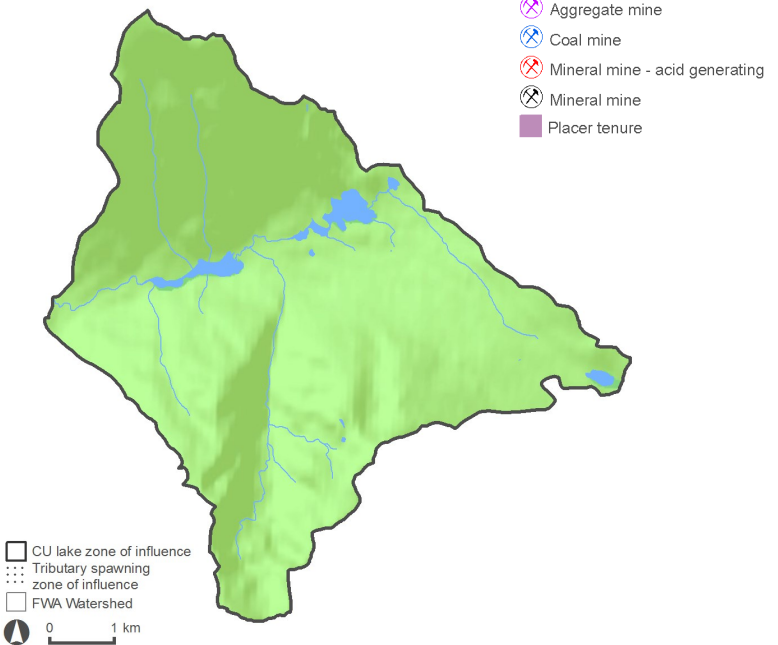 Aggregate mine
Coal mine
Mineral mine - acid generating
Mineral mine
Placer tenure
CU lake zone of influence
Tributary spawning
zone of influence
FWA Watershed
0 1 km